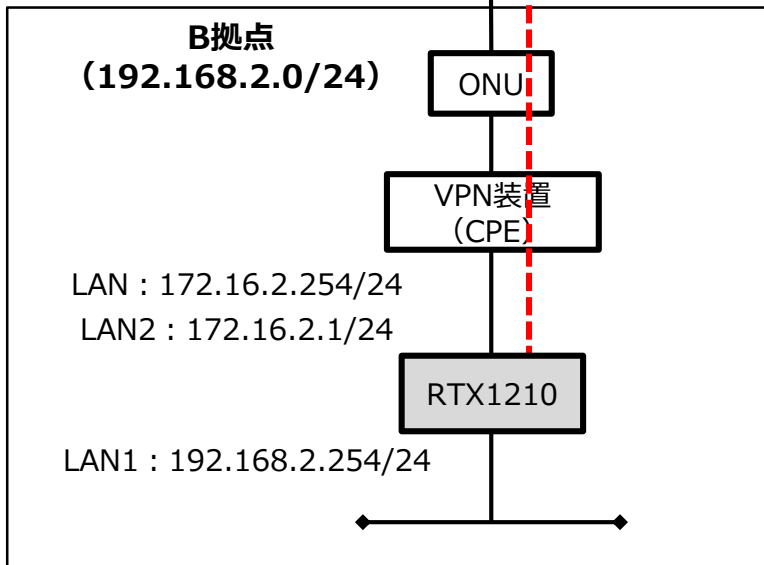 B拠点
（192.168.2.0/24）
ONU
VPN装置
（CPE）
LAN：172.16.2.254/24
LAN2：172.16.2.1/24
RTX1210
LAN1：192.168.2.254/24